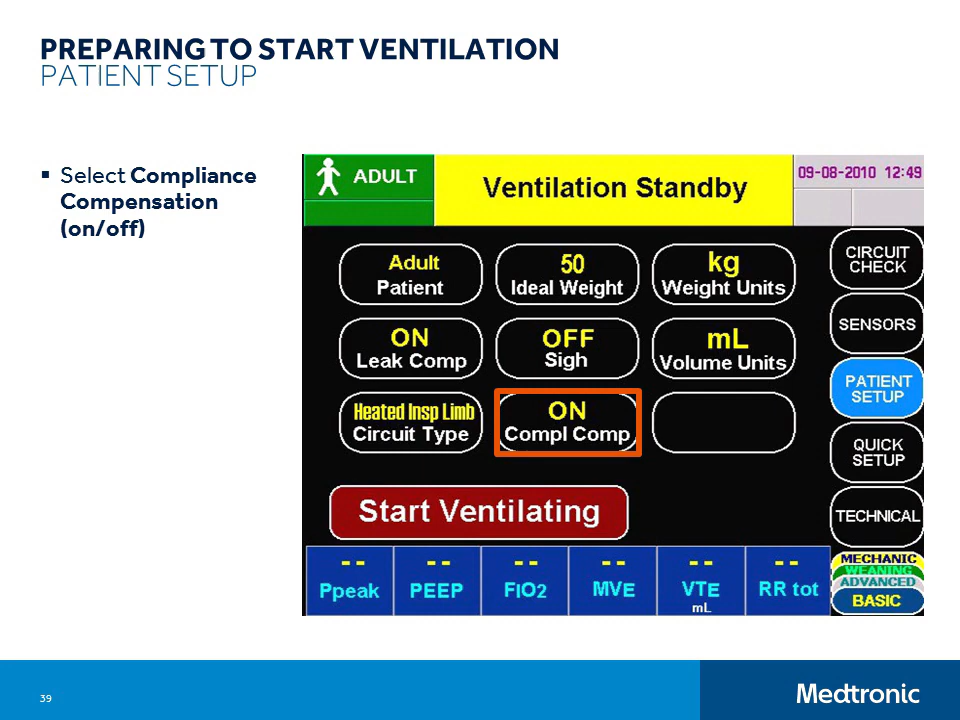 PREPARING TO START VENTILATION
PATIENT SETUP
▪ Select Compliance
Compensation
(on/off)
ADULT
Ventilation Standby
09-08-2010 12:49
Adult
Patient
50
Ideal Weight
kg
Weight Units
CIRCUIT
CHECK
ON
Leak Comp
OFF
Sigh
mL
Volume Units
SENSORS
PATIENT
SETUP
Heated Insp Limb
Circuit Type
ON
Compl Comp
QUICK
SETUP
Start Ventilating
TECHNICAL
-- 
Ppeak
--
PEEP
--
FIO2
--
MVE
--
VTE
mL
--
RR tot
MECHANIC
WEANING
ADVANCED
BASIC
39
Medtronic